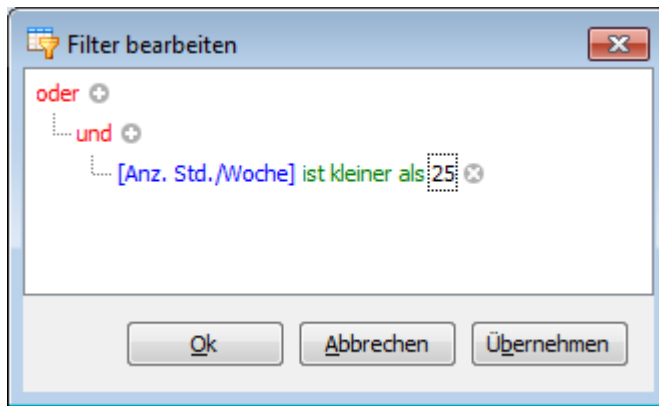 Filter bearbeiten
oder
und
[Anz. Std./Woche] ist kleiner als 25
Ok Abbrechen Übernehmen